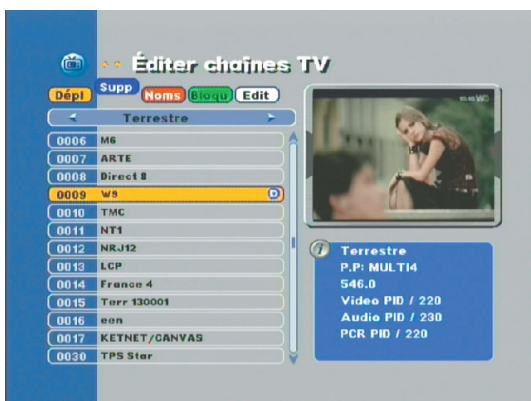 Éditer chaînes TV
Dépl Supp Noms Bloqu Edit
Terrestre
0006 M6
0007 ARTE
0008 Direct 8
0009 W9 D
0010 TMC
0011 NT1
0012 NRJ12
0013 LCP
0014 France 4
0015 Terr 130001
0016 een
0017 KETNET/CANVAS
0030 TPS Star
i Terrestre
P.P: MULTI4
546.0
Video PID / 220
Audio PID / 230
PCR PID / 220